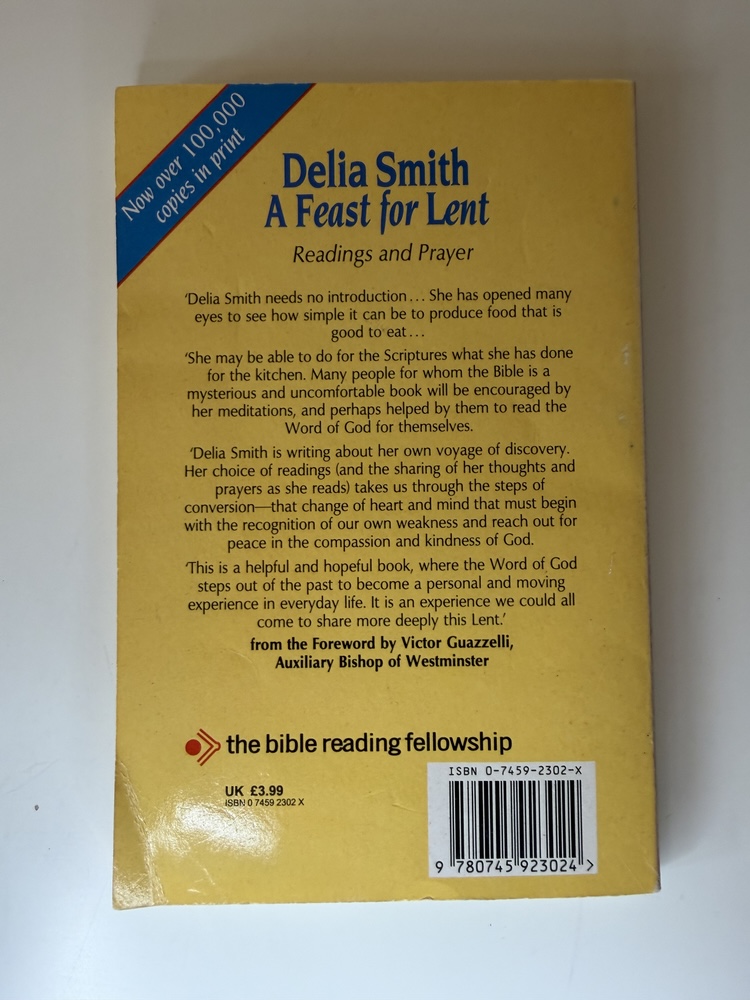 Now over 100,000
copies in print
Delia Smith
A Feast for Lent
Readings and Prayer
‘Delia Smith needs no introduction... She has opened many
eyes to see how simple it can be to produce food that is
good to eat...
‘She may be able to do for the Scriptures what she has done
for the kitchen. Many people for whom the Bible is a
mysterious and uncomfortable book will be encouraged by
her meditations, and perhaps helped by them to read the
Word of God for themselves.
‘Delia Smith is writing about her own voyage of discovery.
Her choice of readings (and the sharing of her thoughts and
prayers as she reads) takes us through the steps of
conversion—that change of heart and mind that must begin
with the recognition of our own weakness and reach out for
peace in the compassion and kindness of God.
‘This is a helpful and hopeful book, where the Word of God
steps out of the past to become a personal and moving
experience in everyday life. It is an experience we could all
come to share more deeply this Lent.’
from the Foreword by Victor Guazzelli,
Auxiliary Bishop of Westminster
the bible reading fellowship
UK £3.99
ISBN 0 7459 2302 X
ISBN 0-7459-2302-X
9 780745 923024 >